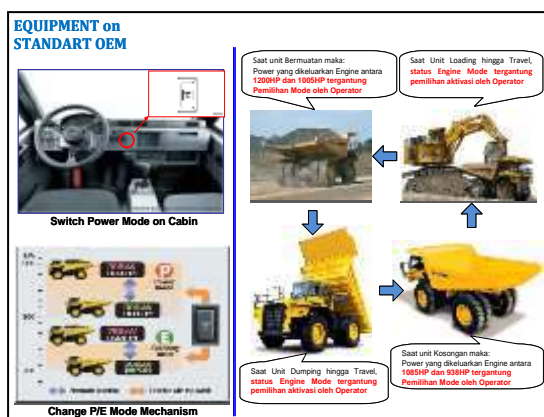 EQUIPMENT on
STANDART OEM
Switch Power Mode on Cabin
P
E
Change P/E Mode Mechanism
Saat unit Bermuatan maka:
Power yang dikeluarkan Engine antara
1200HP dan 1005HP tergantung
Pemilihan Mode oleh Operator
Saat Unit Loading hingga Travel,
status Engine Mode tergantung
pemilihan aktivasi oleh Operator
Saat Unit Dumping hingga Travel,
status Engine Mode tergantung
pemilihan aktivasi oleh Operator
Saat unit Kosongan maka:
Power yang dikeluarkan Engine antara
1085HP dan 938HP tergantung
Pemilihan Mode oleh Operator